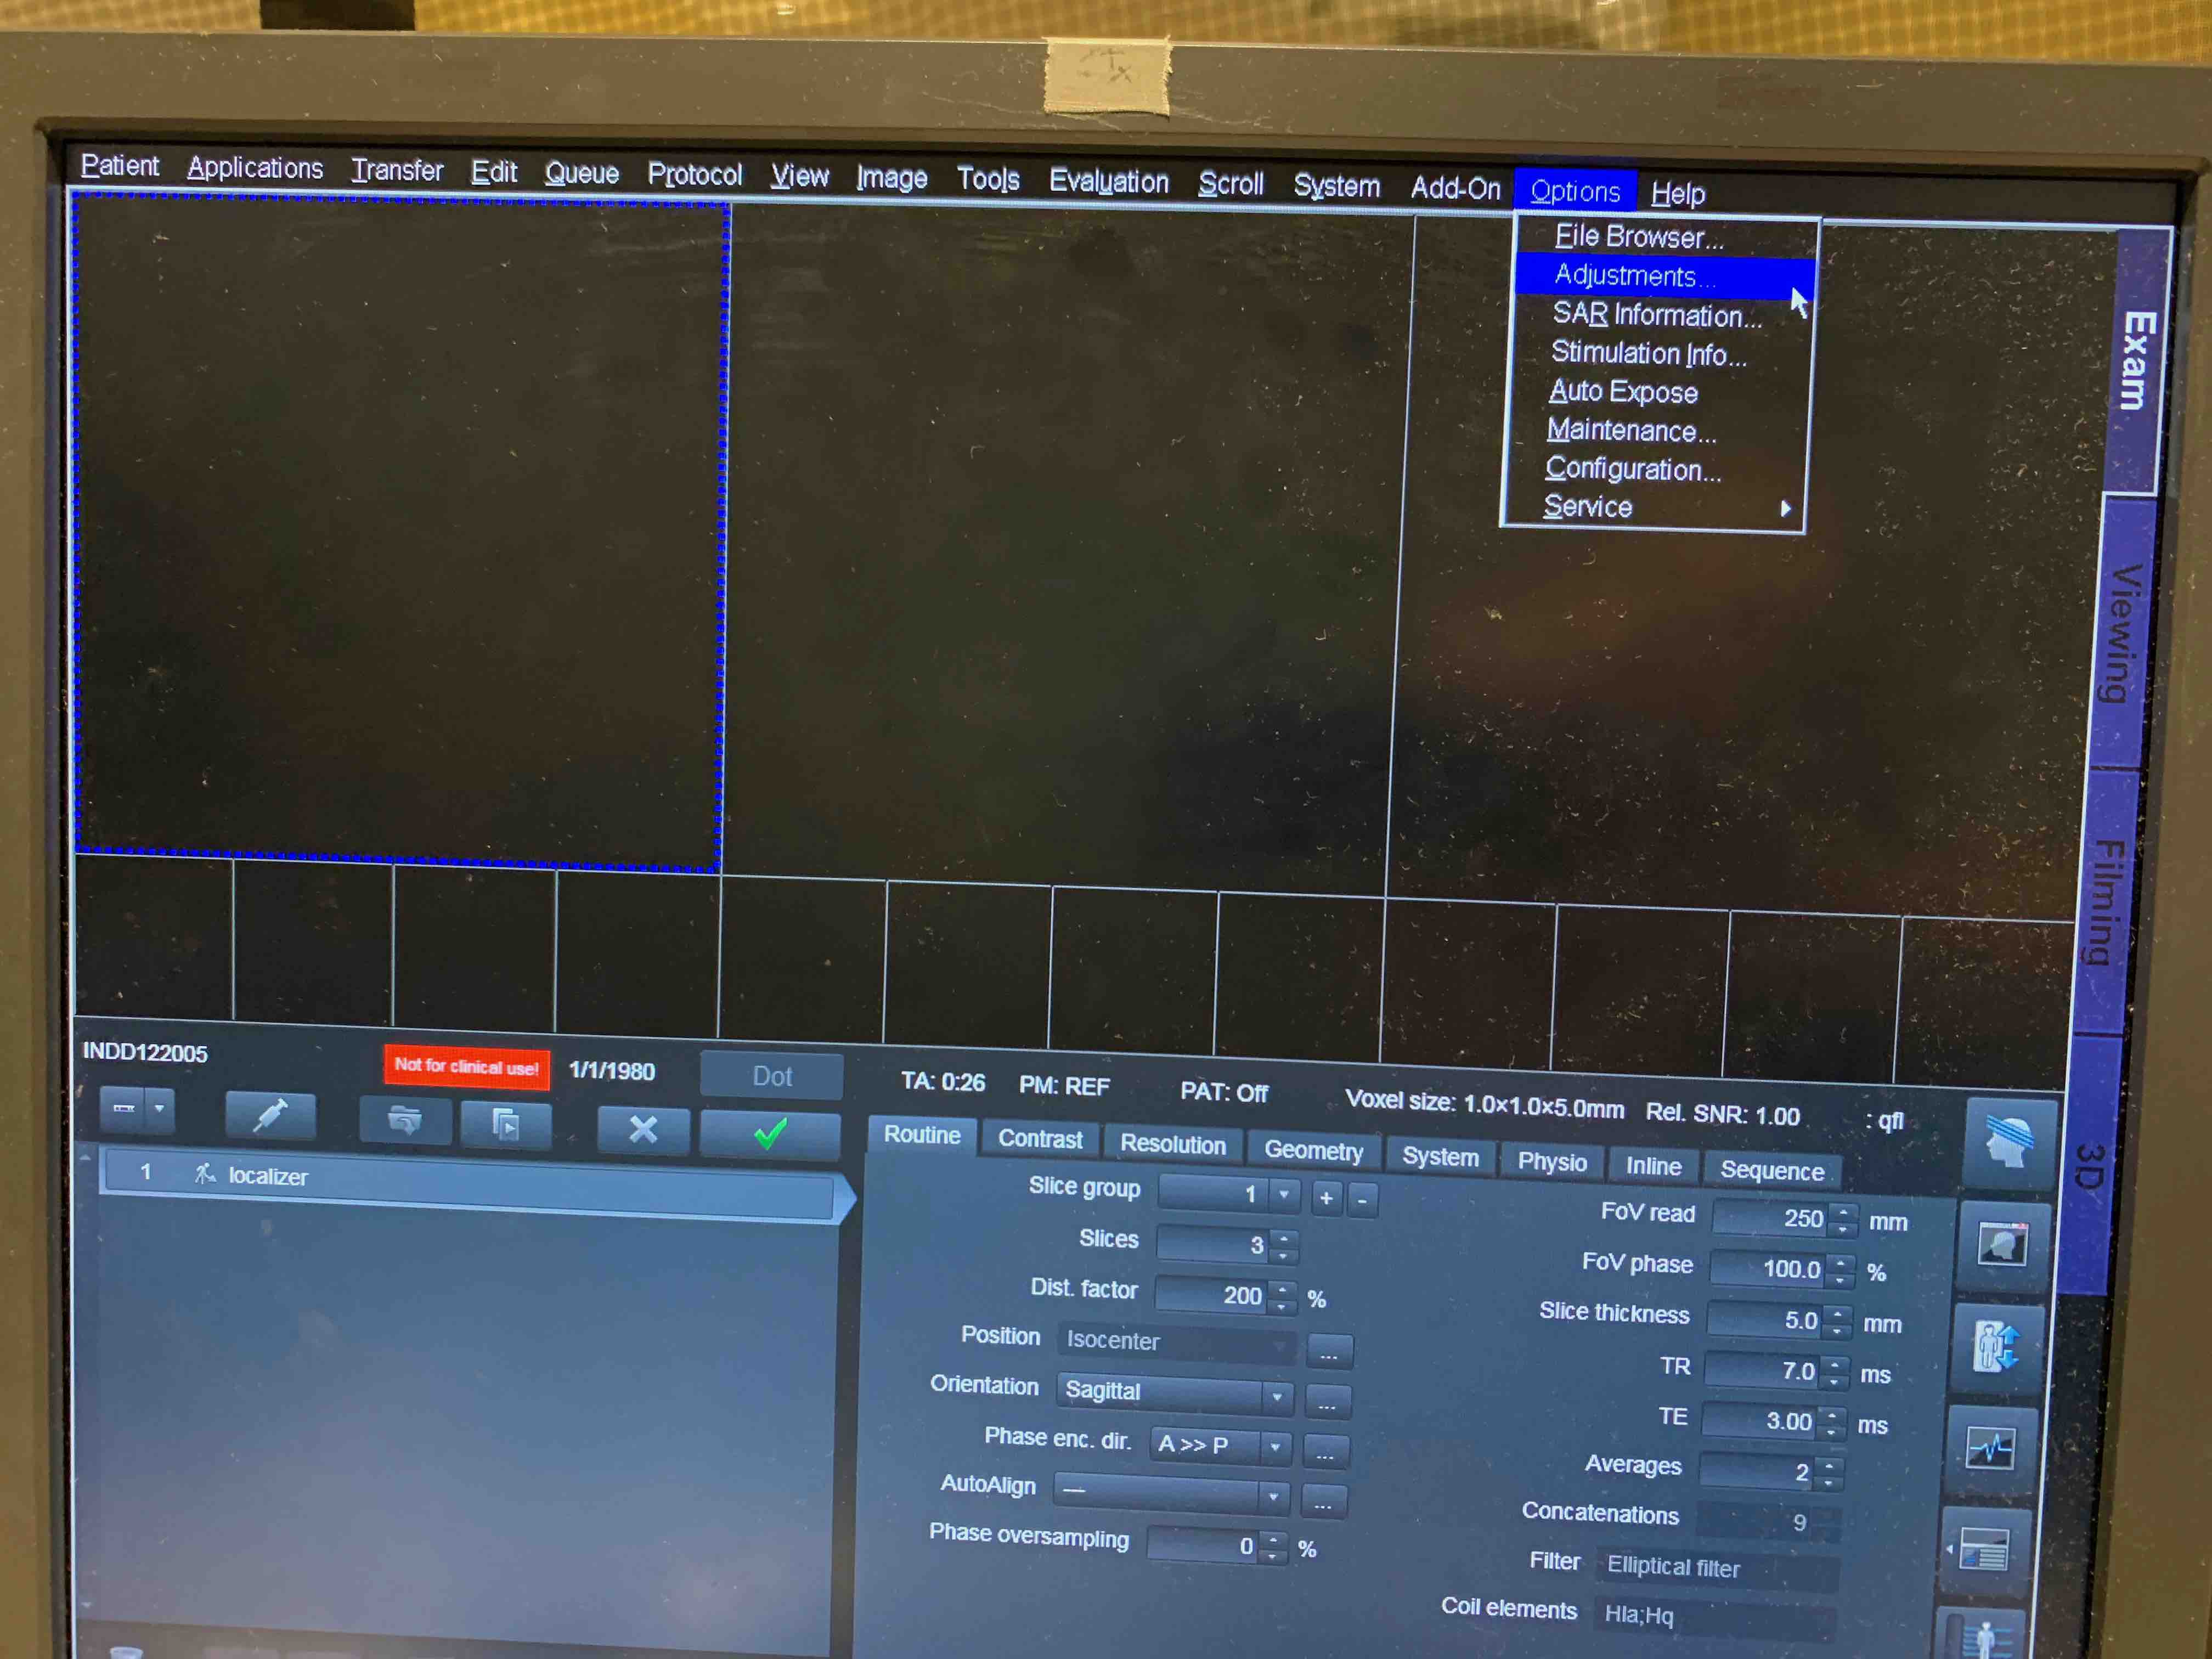 Patient Applications Transfer Edit Queue Protocol View Image Tools Evaluation Scroll System Add-On Options Help
File Browser...
Adjustments...
SAR Information...
Stimulation Info...
Auto Expose
Maintenance...
Configuration...
Service
Exam
Viewing
Filming
3D
INDD122005
Not for clinical use!
1/1/1980
Dot
1 localizer
TA: 0:26 PM: REF PAT: Off Voxel size: 1.0×1.0×5.0mm Rel. SNR: 1.00 : qfl
Routine Contrast Resolution Geometry System Physio Inline Sequence
Slice group 1 + -
Slices 3
Dist. factor 200 %
Position Isocenter ...
Orientation Sagittal ...
Phase enc. dir. A >> P ...
AutoAlign --- ...
Phase oversampling 0 %
FoV read 250 mm
FoV phase 100.0 %
Slice thickness 5.0 mm
TR 7.0 ms
TE 3.00 ms
Averages 2
Concatenations 9
Filter Elliptical filter
Coil elements Hla;Hq